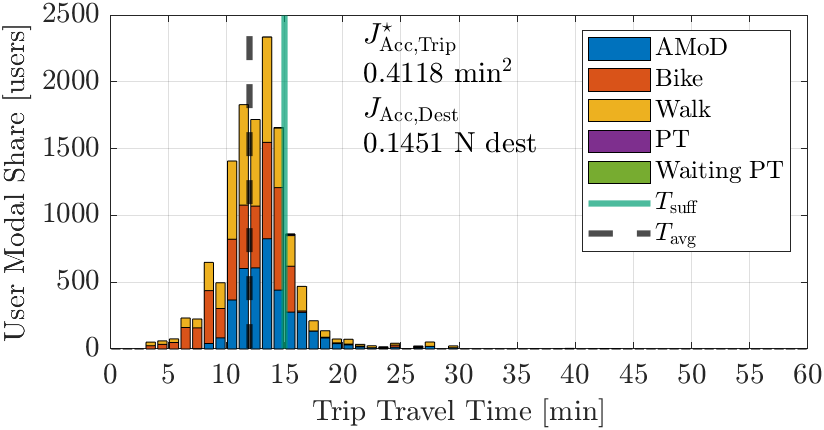 User Modal Share [users]
2500
2000
1500
1000
500
0
J⋆Acc,Trip
0.4118 min²
JAcc,Dest
0.1451 N dest
AMoD
Bike
Walk
PT
Waiting PT
Tsuff
Tavg
0 5 10 15 20 25 30 35 40 45 50 55 60
Trip Travel Time [min]